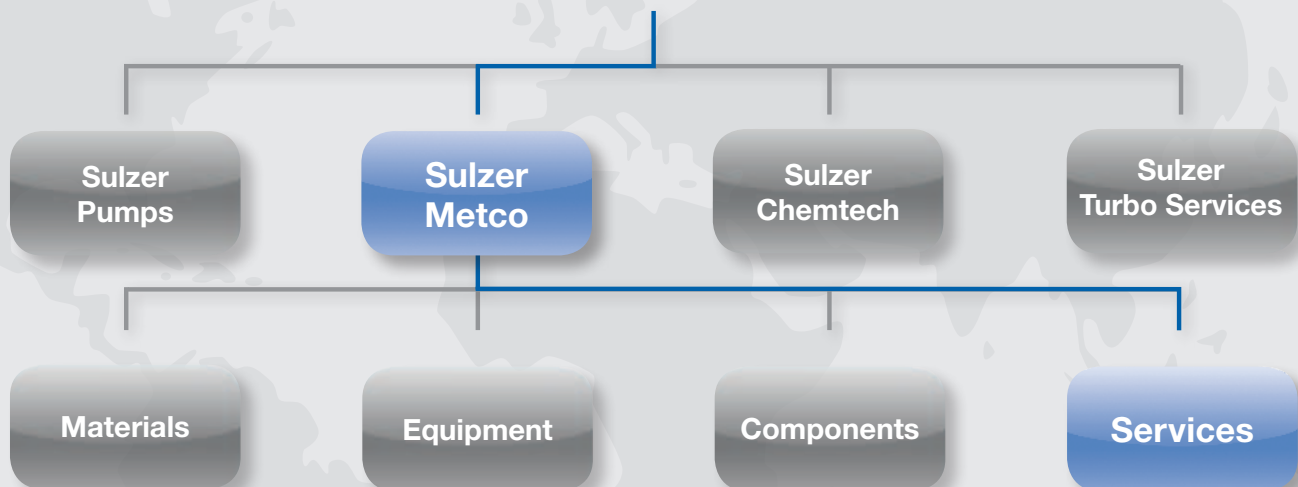 Sulzer
Pumps
Sulzer
Metco
Sulzer
Chemtech
Sulzer
Turbo Services
Materials
Equipment
Components
Services